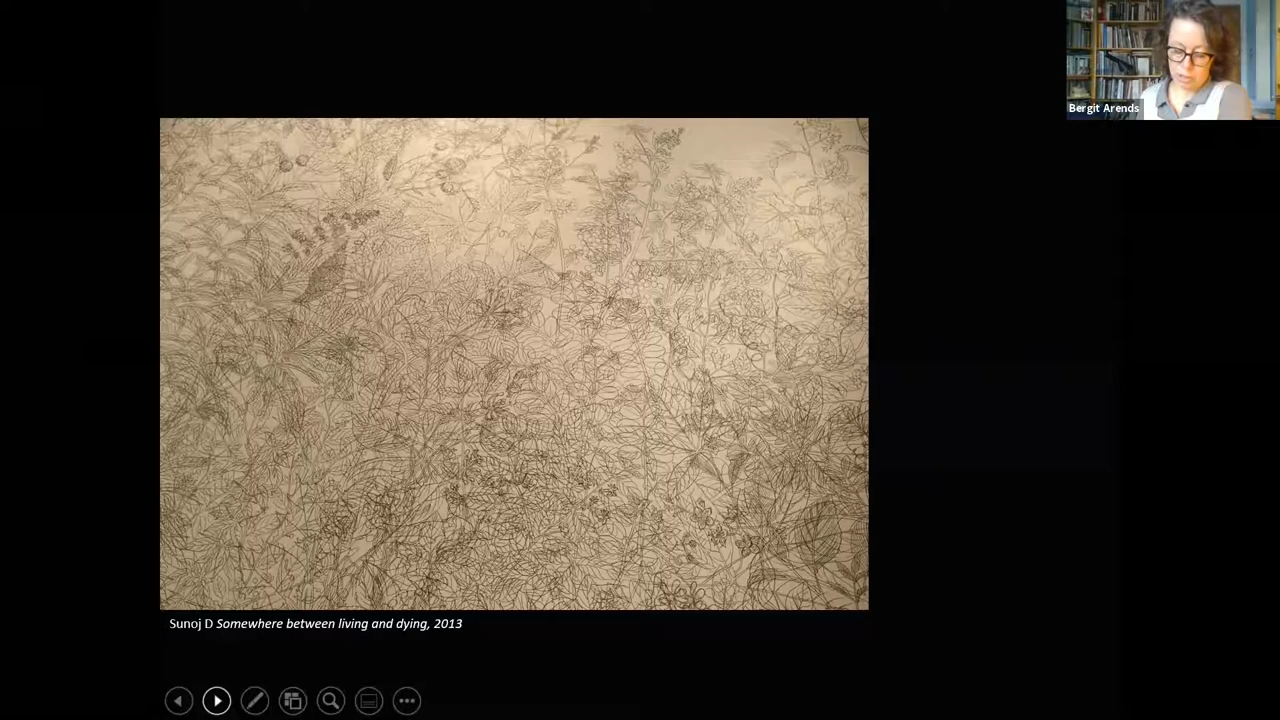 Bergit Arends
Sunoj D Somewhere between living and dying, 2013